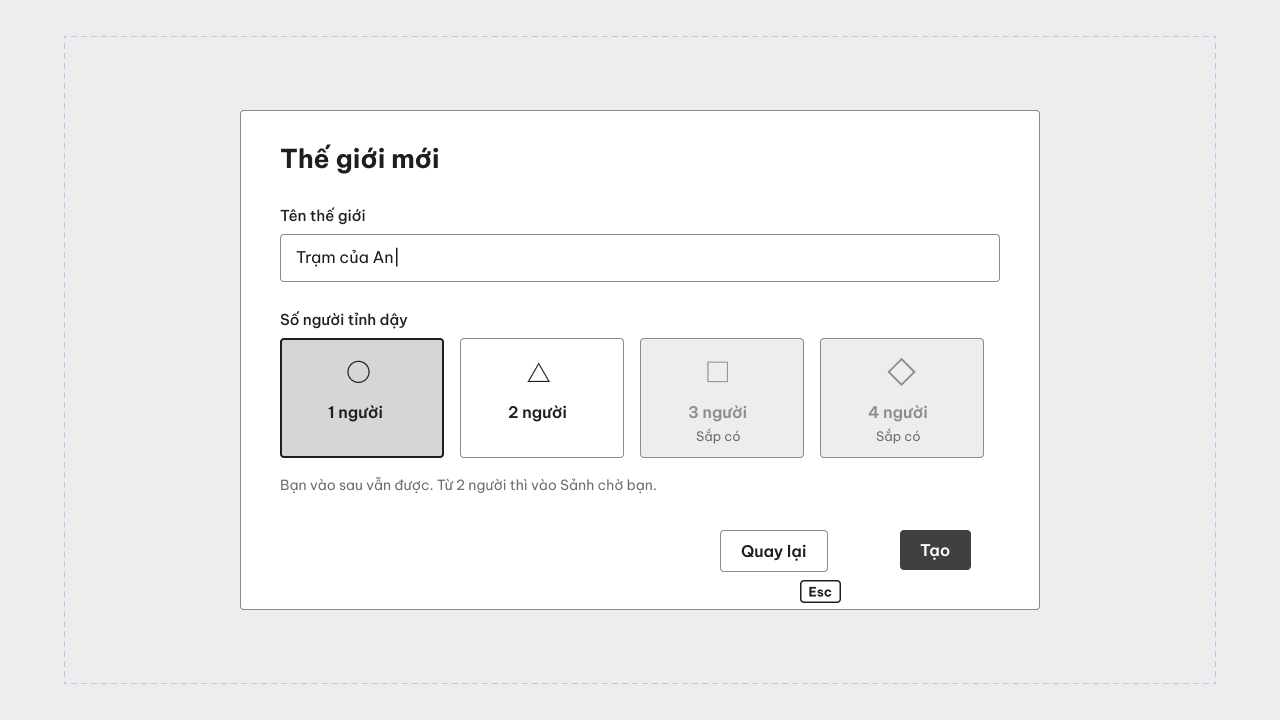 Thế giới mới
Tên thế giới
Trạm của An
Số người tỉnh dậy
1 người
2 người
3 người
4 người
Sắp có
Sắp có
Bạn vào sau vẫn được. Từ 2 người thì vào Sảnh chờ bạn.
Quay lại
Tạo
Esc